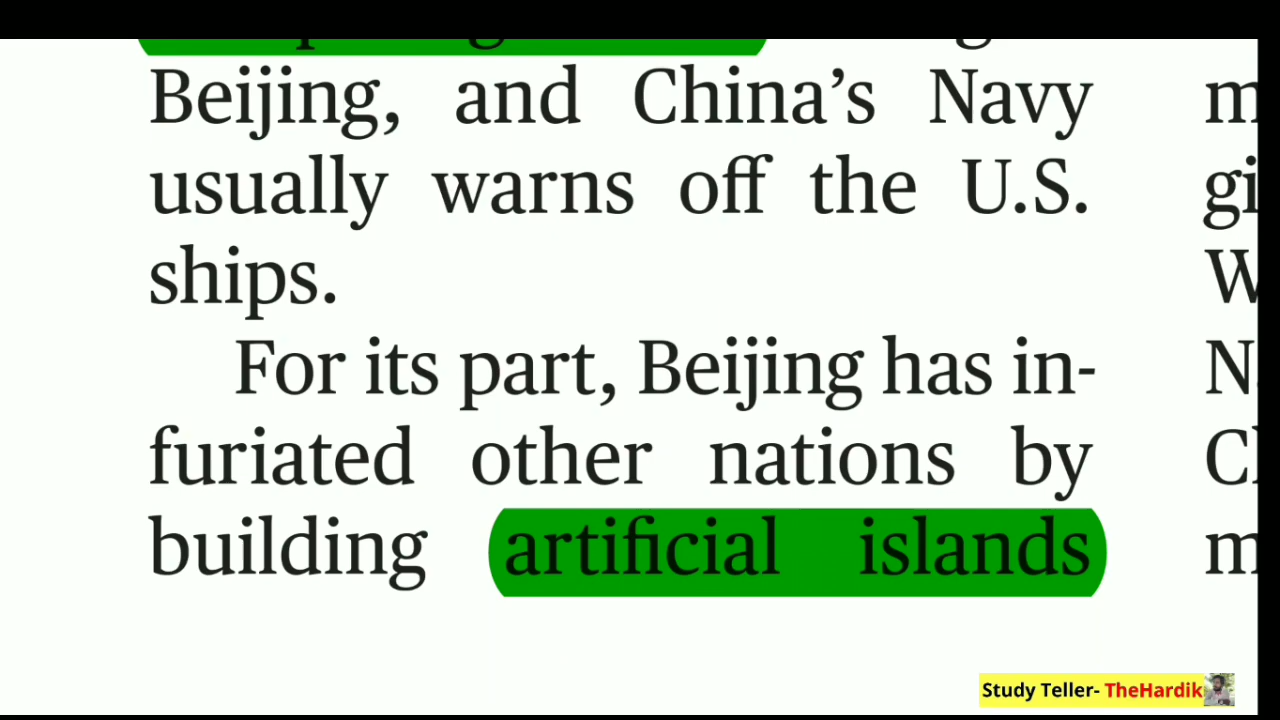 Beijing, and China's Navy
usually warns off the U.S.
ships.
For its part, Beijing has in-
furiated other nations by
building artificial islands
Study Teller- TheHardik